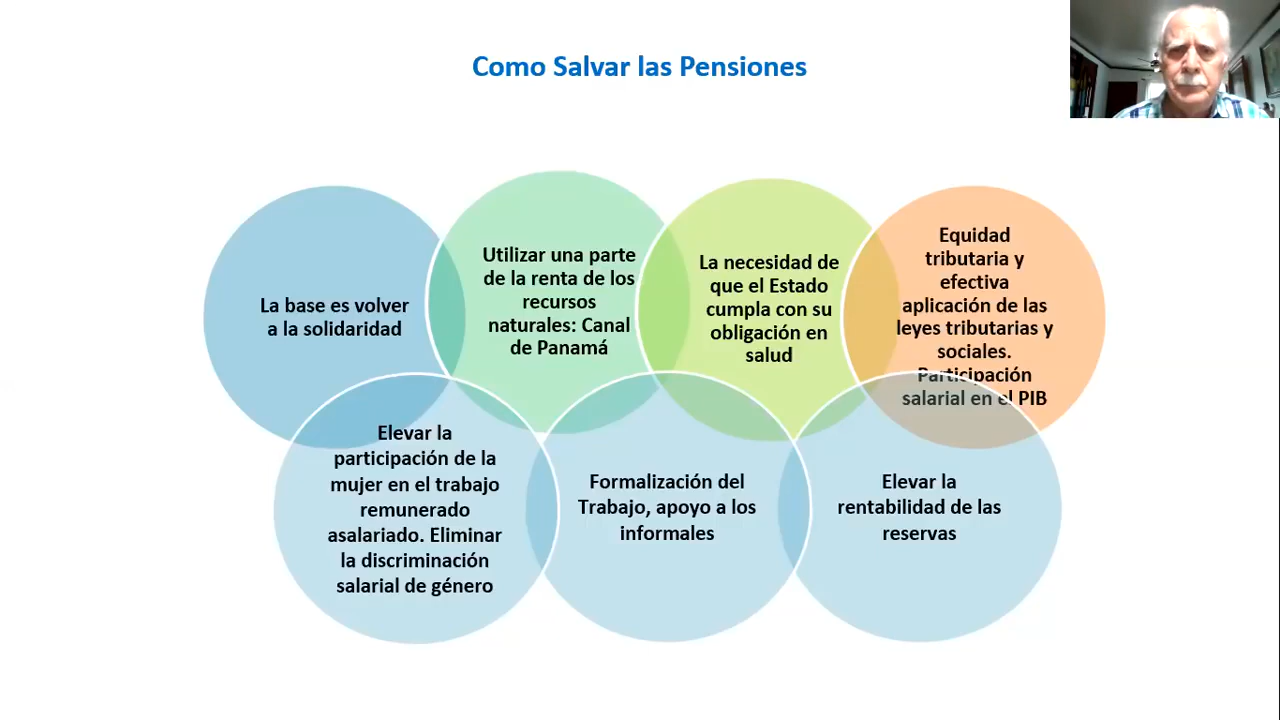 Como Salvar las Pensiones
La base es volver
a la solidaridad
Utilizar una parte
de la renta de los
recursos
naturales: Canal
de Panamá
La necesidad de
que el Estado
cumpla con su
obligación en
salud
Equidad
tributaria y
efectiva
aplicación de las
leyes tributarias y
sociales.
Participación
salarial en el PIB
Elevar la
participación de la
mujer en el trabajo
remunerado
asalariado. Eliminar
la discriminación
salarial de género
Formalización del
Trabajo, apoyo a los
informales
Elevar la
rentabilidad de las
reservas